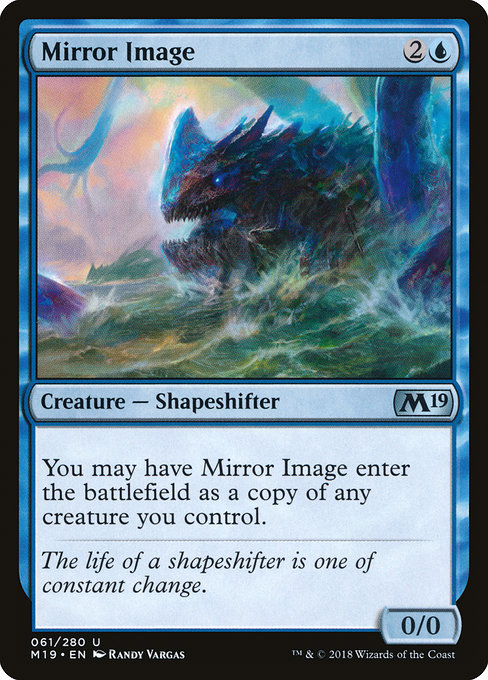 Mirror Image 2
Creature — Shapeshifter M19
You may have Mirror Image enter
the battlefield as a copy of any
creature you control.
The life of a shapeshifter is one of
constant change.
0/0
061/280 U
M19 • EN RANDY VARGAS ™ & © 2018 Wizards of the Coast